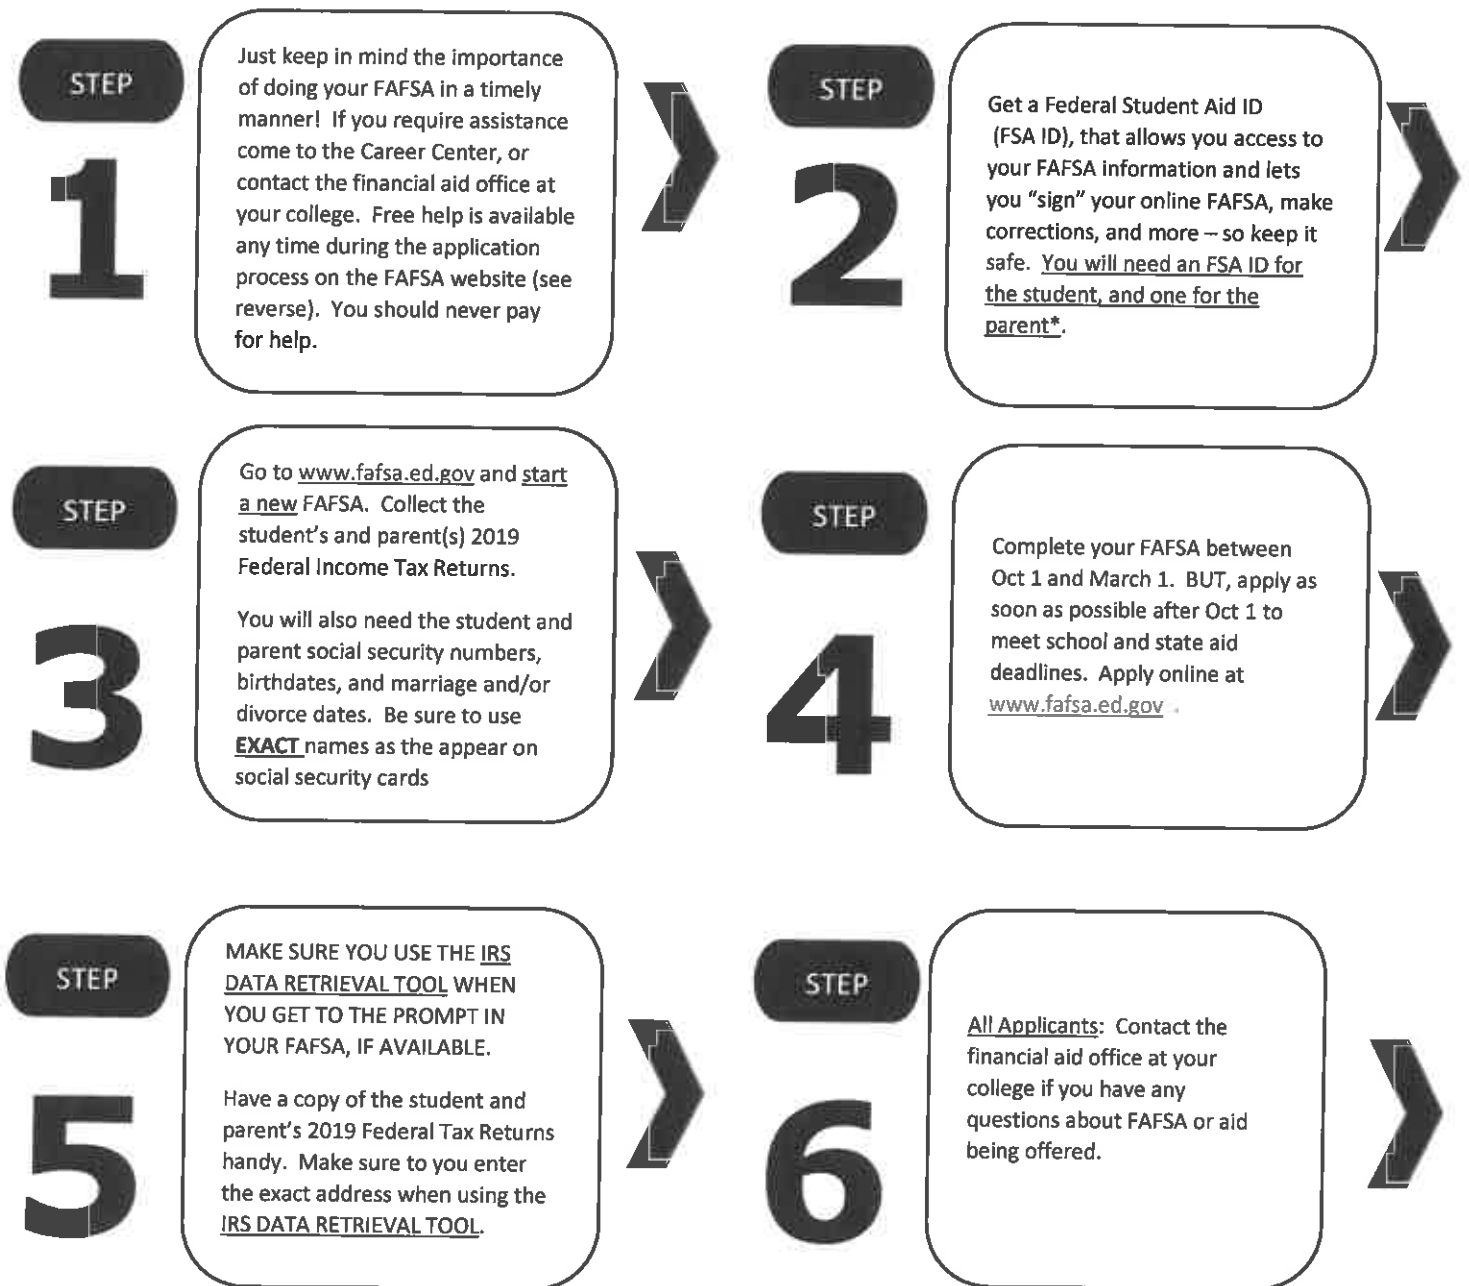 STEP
1
Just keep in mind the importance
of doing your FAFSA in a timely
manner! If you require assistance
come to the Career Center, or
contact the financial aid office at
your college. Free help is available
any time during the application
process on the FAFSA website (see
reverse). You should never pay
for help.
STEP
2
Get a Federal Student Aid ID
(FSA ID), that allows you access to
your FAFSA information and lets
you “sign” your online FAFSA, make
corrections, and more – so keep it
safe. You will need an FSA ID for
the student, and one for the
parent*.
STEP
3
Go to www.fafsa.ed.gov and start
a new FAFSA. Collect the
student's and parent(s) 2019
Federal Income Tax Returns.
You will also need the student and
parent social security numbers,
birthdates, and marriage and/or
divorce dates. Be sure to use
EXACT names as the appear on
social security cards
STEP
4
Complete your FAFSA between
Oct 1 and March 1. BUT, apply as
soon as possible after Oct 1 to
meet school and state aid
deadlines. Apply online at
www.fafsa.ed.gov .
STEP
5
MAKE SURE YOU USE THE IRS
DATA RETRIEVAL TOOL WHEN
YOU GET TO THE PROMPT IN
YOUR FAFSA, IF AVAILABLE.
Have a copy of the student and
parent's 2019 Federal Tax Returns
handy. Make sure to you enter
the exact address when using the
IRS DATA RETRIEVAL TOOL.
STEP
6
All Applicants: Contact the
financial aid office at your
college if you have any
questions about FAFSA or aid
being offered.